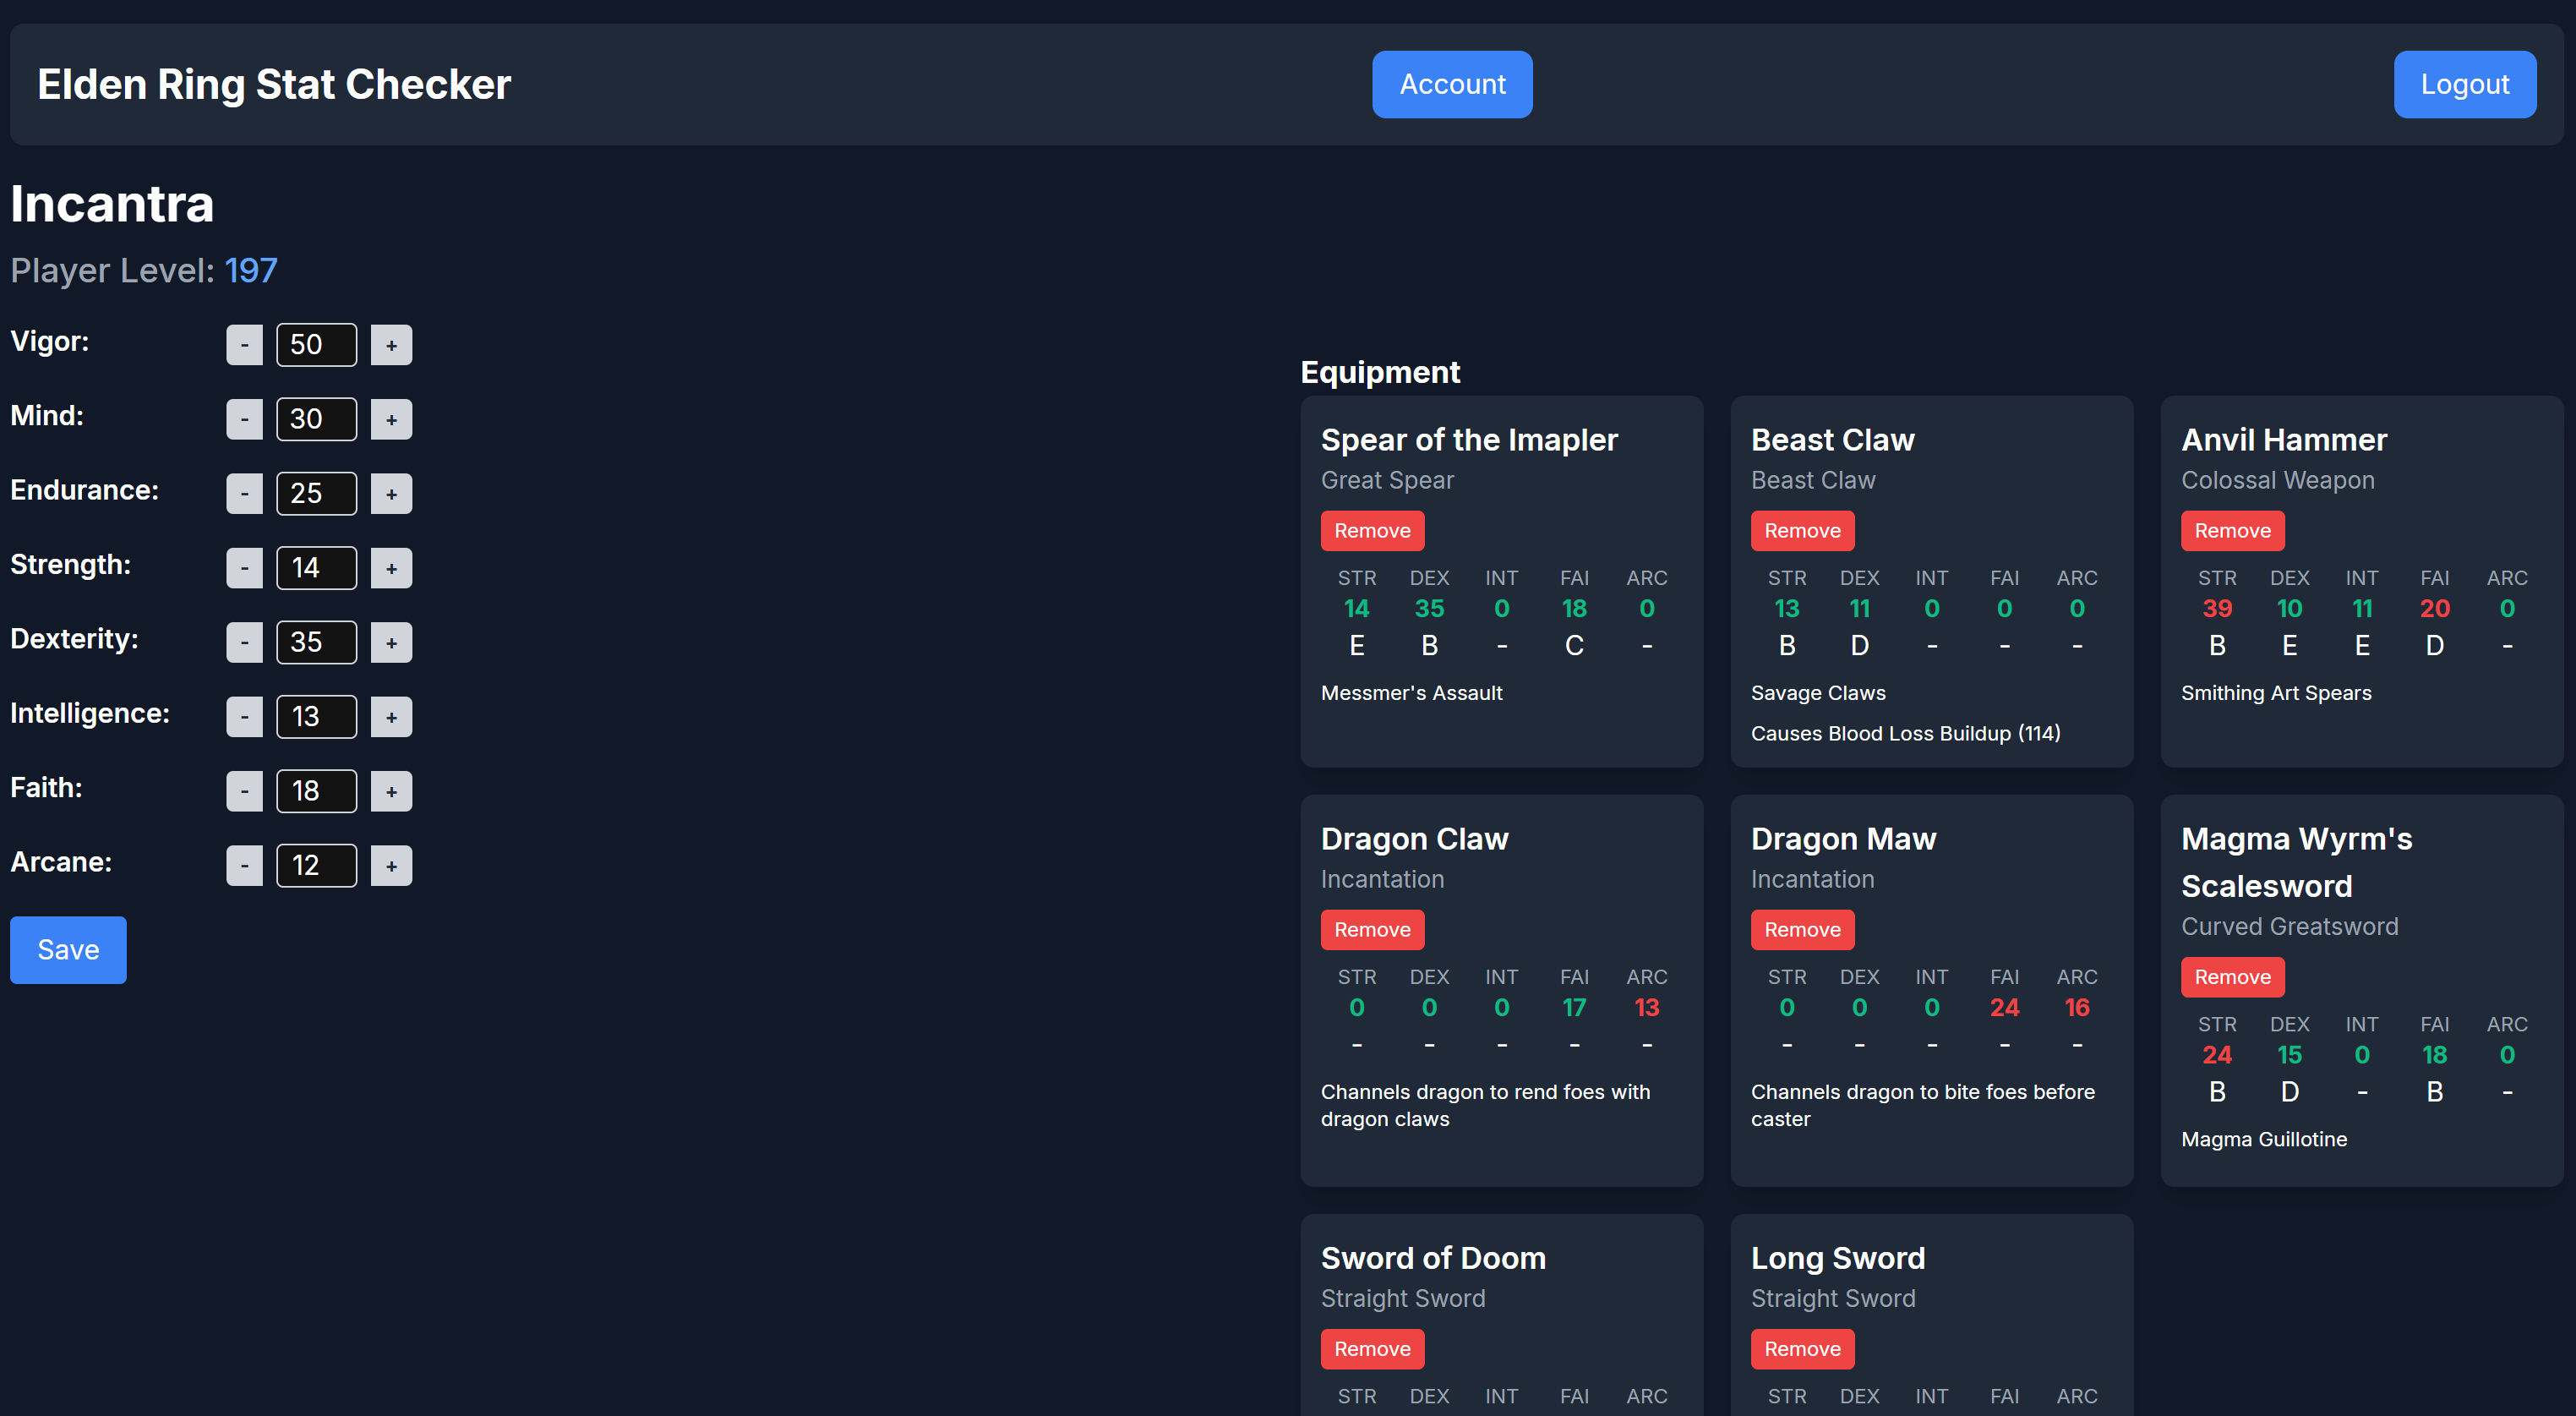 Elden Ring Stat Checker
Account
Logout
Incantra
Player Level: 197
Vigor:
-
50
+
Mind:
-
30
+
Endurance:
-
25
+
Strength:
-
14
+
Dexterity:
-
35
+
Intelligence:
-
13
+
Faith:
-
18
+
Arcane:
-
12
+
Save
Equipment
Spear of the Imapler
Great Spear
Remove
STR DEX INT FAI ARC
14 35 0 18 0
E B - C -
Messmer's Assault
Beast Claw
Beast Claw
Remove
STR DEX INT FAI ARC
13 11 0 0 0
B D - - -
Savage Claws
Causes Blood Loss Buildup (114)
Anvil Hammer
Colossal Weapon
Remove
STR DEX INT FAI ARC
39 10 11 20 0
B E E D -
Smithing Art Spears
Dragon Claw
Incantation
Remove
STR DEX INT FAI ARC
0 0 0 17 13
- - - - -
Channels dragon to rend foes with
dragon claws
Dragon Maw
Incantation
Remove
STR DEX INT FAI ARC
0 0 0 24 16
- - - - -
Channels dragon to bite foes before
caster
Magma Wyrm's
Scalesword
Curved Greatsword
Remove
STR DEX INT FAI ARC
24 15 0 18 0
B D - B -
Magma Guillotine
Sword of Doom
Straight Sword
Remove
STR DEX INT FAI ARC
Long Sword
Straight Sword
Remove
STR DEX INT FAI ARC